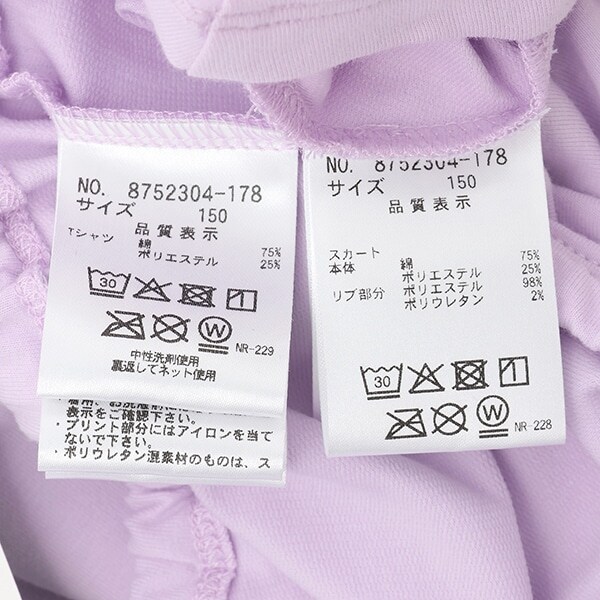 NO. 8752304-178
サイズ 150
品質表示
Tシャツ 綿 75%
ポリエステル 25%
30
NR-229
中性洗剤使用
裏返してネット使用
表示をご確認下さい。
・プリント部分にはアイロンを当て
ないで下さい。
・ポリウレタン混素材のものは、ス
NO. 8752304-178
サイズ 150
品質表示
スカート
本体 綿 75%
ポリエステル 25%
リブ部分 ポリエステル 98%
ポリウレタン 2%
30
W
NR-228